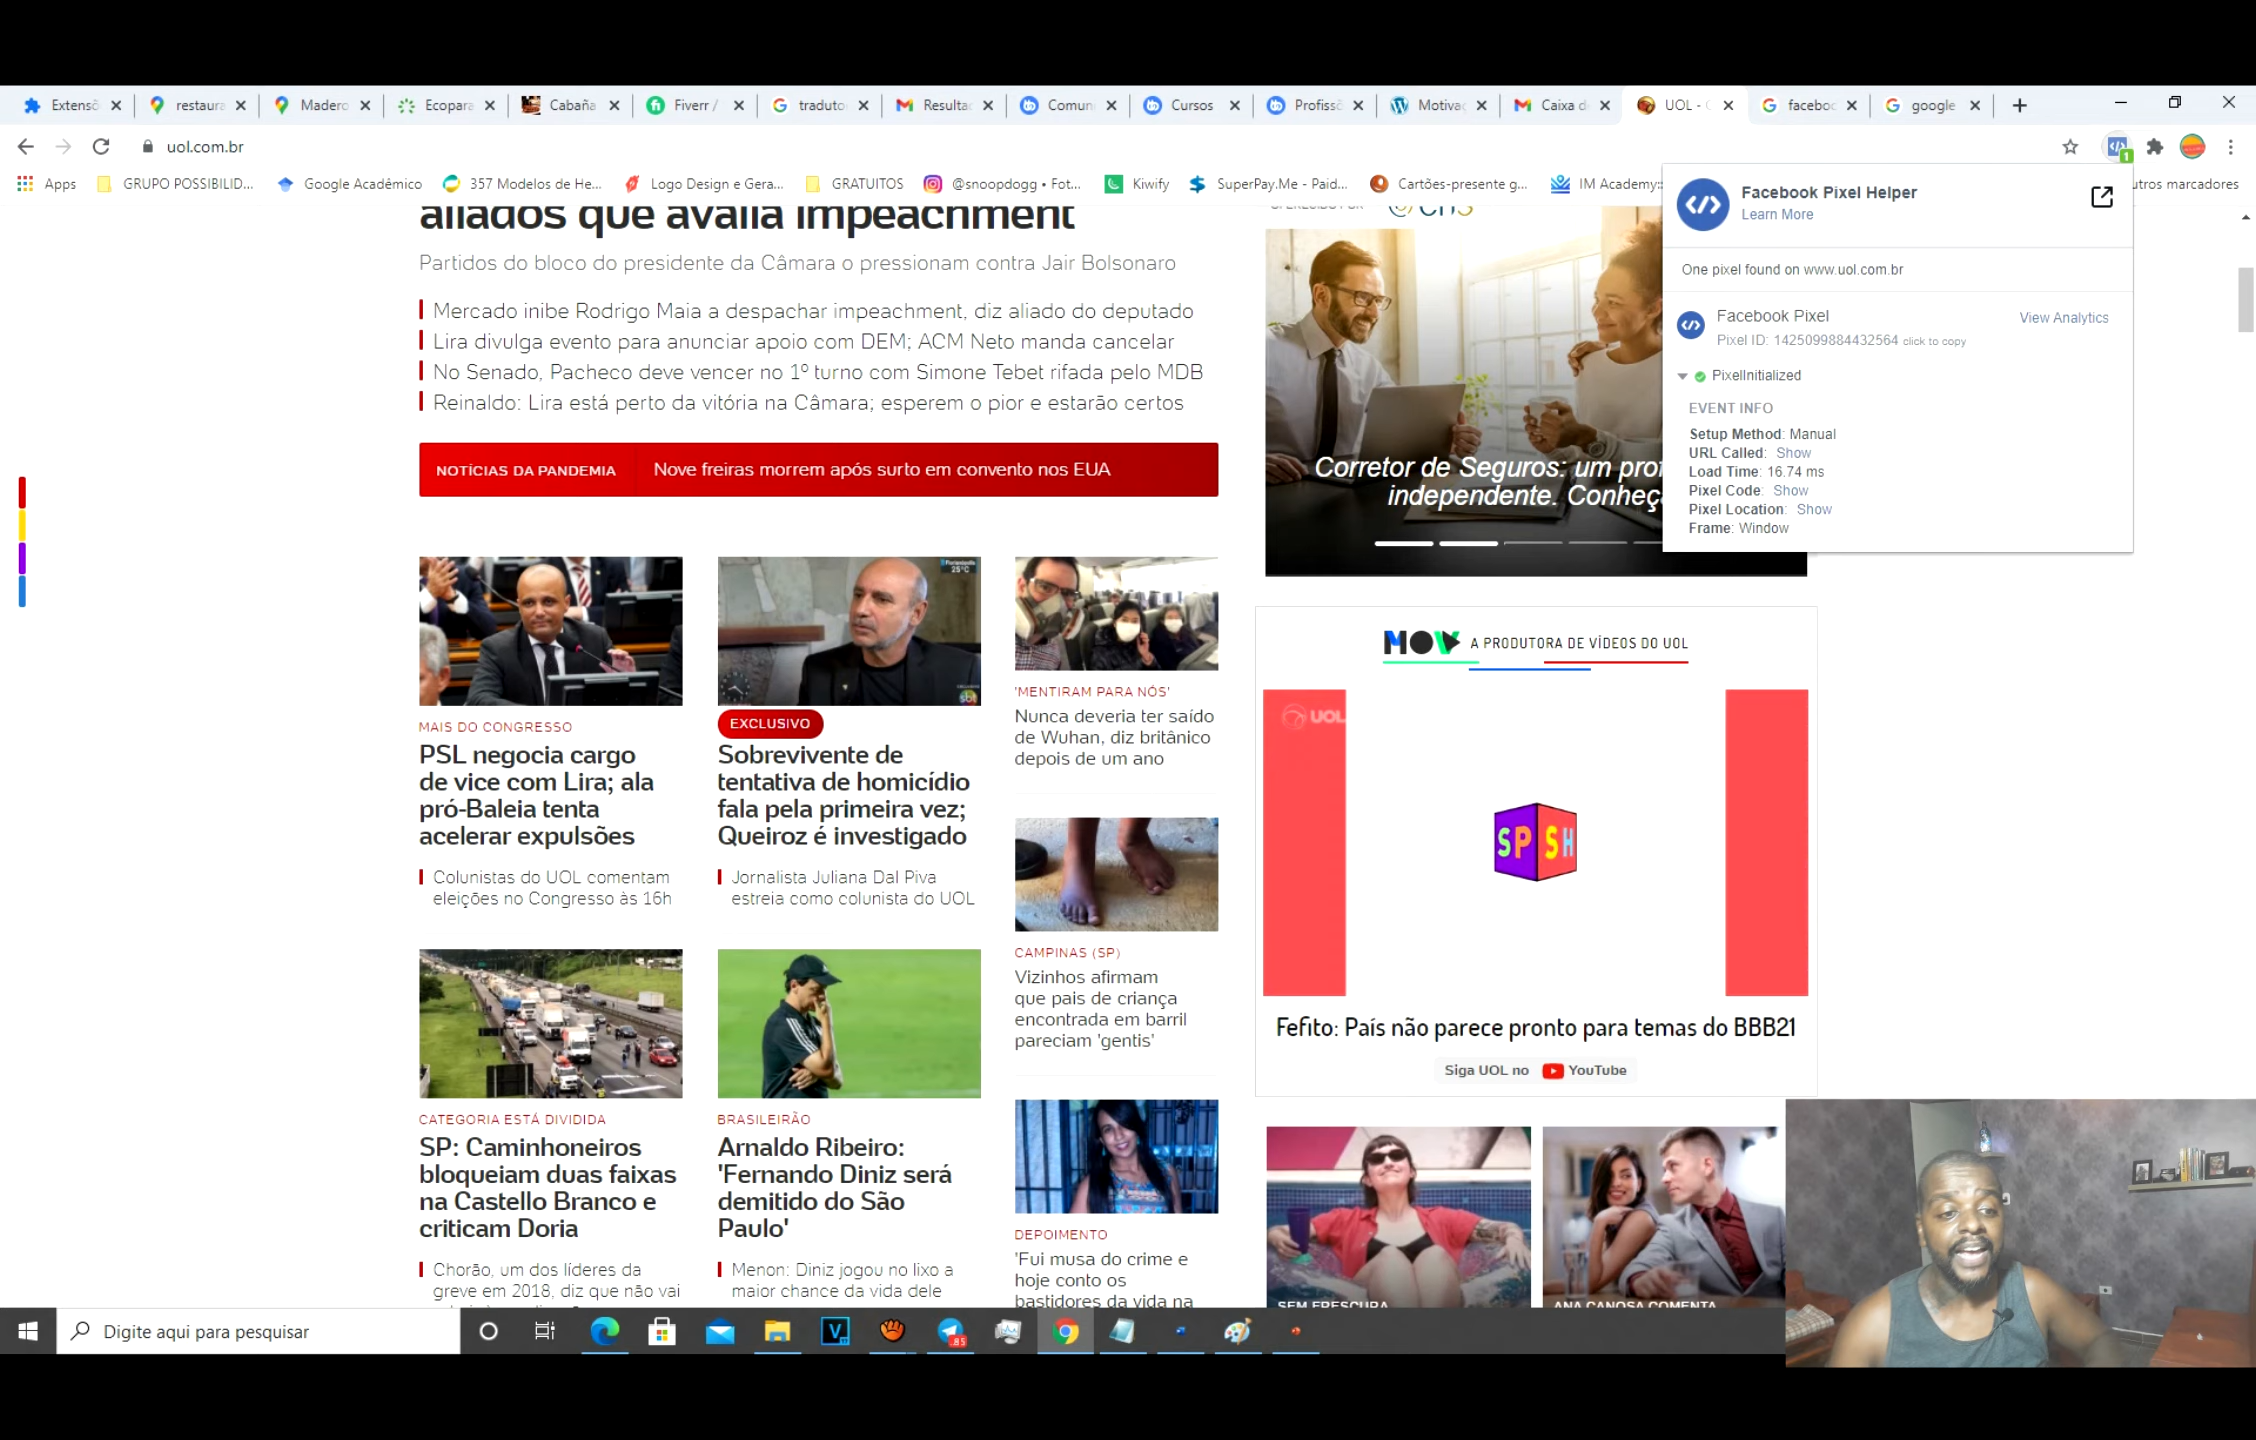 Extensõ
restaura
Madero
Ecopara
Cabaña
Fiverr /
traduto
Resultac
Comuni
Cursos
Profissõ
Motivaç
Caixa d
UOL - C
faceboc
google
uol.com.br
Apps
GRUPO POSSIBILID...
Google Acadêmico
357 Modelos de He...
Logo Design e Gera...
GRATUITOS
@snoopdogg • Fot...
Kiwify
SuperPay.Me - Paid...
Cartões-presente g...
IM Academy:
utros marcadores
aliados que avalia impeachment
Partidos do bloco do presidente da Câmara o pressionam contra Jair Bolsonaro
Mercado inibe Rodrigo Maia a despachar impeachment, diz aliado do deputado
Lira divulga evento para anunciar apoio com DEM; ACM Neto manda cancelar
No Senado, Pacheco deve vencer no 1º turno com Simone Tebet rifada pelo MDB
Reinaldo: Lira está perto da vitória na Câmara; esperem o pior e estarão certos
NOTÍCIAS DA PANDEMIA
Nove freiras morrem após surto em convento nos EUA
Corretor de Seguros: um prof
independente. Conheç
Facebook Pixel Helper
Learn More
One pixel found on www.uol.com.br
Facebook Pixel
View Analytics
Pixel ID: 1425099884432564 click to copy
PixelInitialized
EVENT INFO
Setup Method: Manual
URL Called: Show
Load Time: 16.74 ms
Pixel Code: Show
Pixel Location: Show
Frame: Window
MAIS DO CONGRESSO
PSL negocia cargo
de vice com Lira; ala
pró-Baleia tenta
acelerar expulsões
Colunistas do UOL comentam
eleições no Congresso às 16h
Florianópolis
25°C
sbt
EXCLUSIVO
Sobrevivente de
tentativa de homicídio
fala pela primeira vez;
Queiroz é investigado
Jornalista Juliana Dal Piva
estreia como colunista do UOL
'MENTIRAM PARA NÓS'
Nunca deveria ter saído
de Wuhan, diz britânico
depois de um ano
CAMPINAS (SP)
Vizinhos afirmam
que pais de criança
encontrada em barril
pareciam 'gentis'
MOV A PRODUTORA DE VÍDEOS DO UOL
UOL
SP SH
Fefito: País não parece pronto para temas do BBB21
Siga UOL no YouTube
CATEGORIA ESTÁ DIVIDIDA
SP: Caminhoneiros
bloqueiam duas faixas
na Castello Branco e
criticam Doria
Chorão, um dos líderes da
greve em 2018, diz que não vai
BRASILEIRÃO
Arnaldo Ribeiro:
'Fernando Diniz será
demitido do São
Paulo'
Menon: Diniz jogou no lixo a
maior chance da vida dele
DEPOIMENTO
'Fui musa do crime e
hoje conto os
bastidores da vida na
SEM FRESCURA
ANA CANOSA COMENTA
Digite aqui para pesquisar